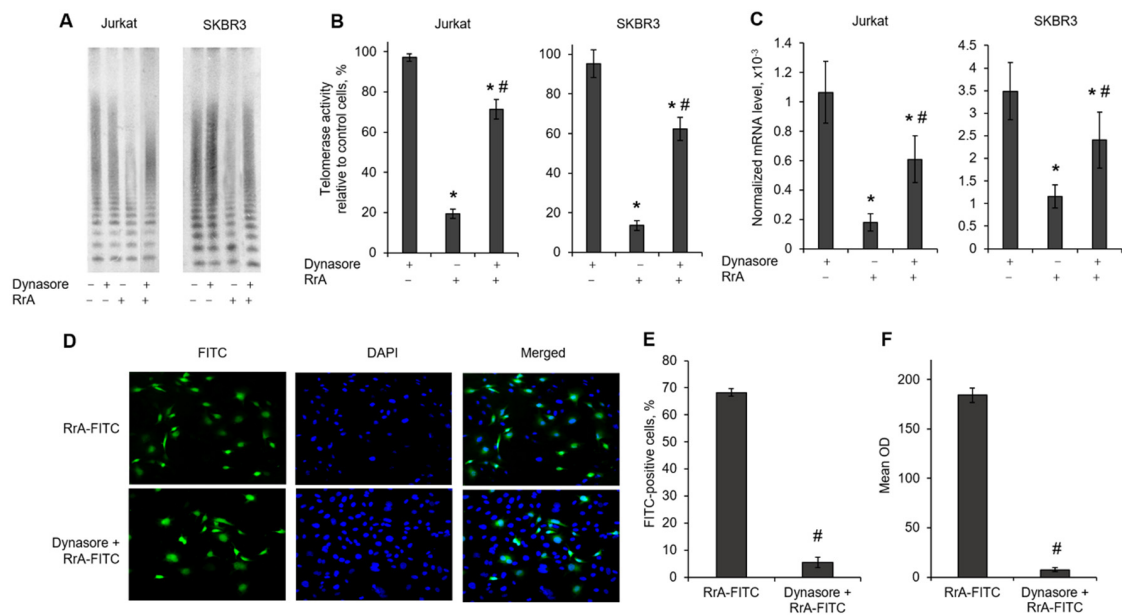 A
Jurkat
SKBR3
Dynasore – + – + – + – +
RrA – – + + – – + +
B
Jurkat
SKBR3
Telomerase activity
relative to control cells, %
100
80
60
40
20
0
*
* #
100
80
60
40
20
0
*
* #
Dynasore + – + + – +
RrA – + + – + +
C
Jurkat
SKBR3
Normalized mRNA level, x10-3
1.4
1.2
1
0.8
0.6
0.4
0.2
0
*
* #
4.5
4
3.5
3
2.5
2
1.5
1
0.5
0
*
* #
Dynasore + – + + – +
RrA – + + – + +
D
FITC
DAPI
Merged
RrA-FITC
Dynasore +
RrA-FITC
E
FITC-positive cells, %
80
70
60
50
40
30
20
10
0
#
RrA-FITC
Dynasore +
RrA-FITC
F
Mean OD
200
150
100
50
0
#
RrA-FITC
Dynasore +
RrA-FITC